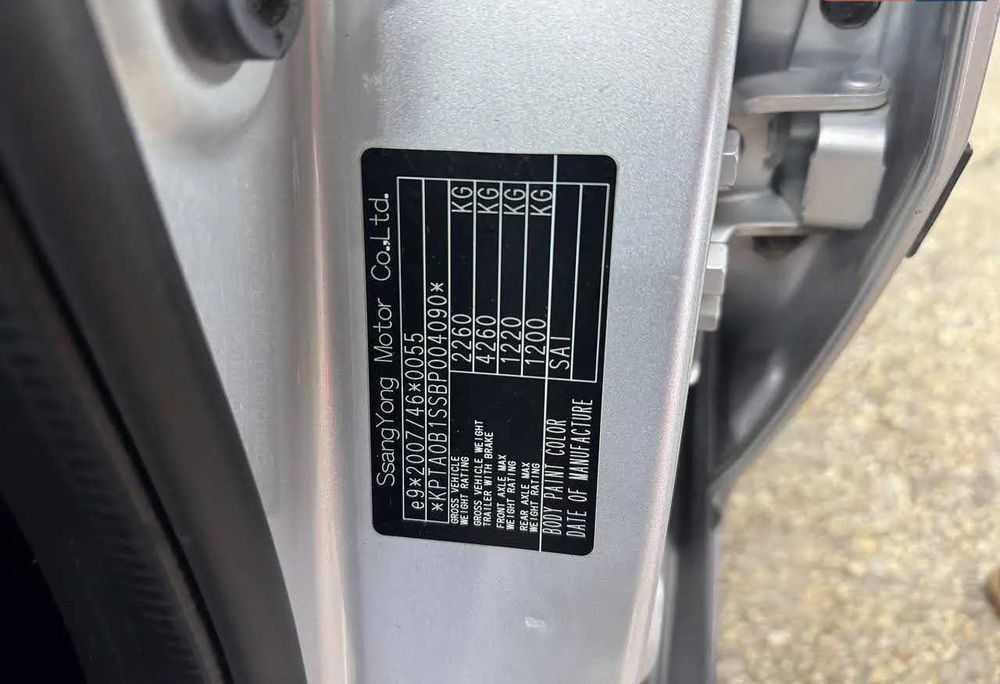 SsangYong Motor Co.,Ltd.
e9*2007/46*0055
*KPTA0B1SSBP004090*
GROSS VEHICLE WEIGHT RATING 2260 KG
GROSS VEHICLE WEIGHT TRAILER WITH BRAKE 4260 KG
FRONT AXLE MAX WEIGHT RATING 1220 KG
REAR AXLE MAX WEIGHT RATING 1200 KG
BODY PAINT COLOR SAI
DATE OF MANUFACTURE